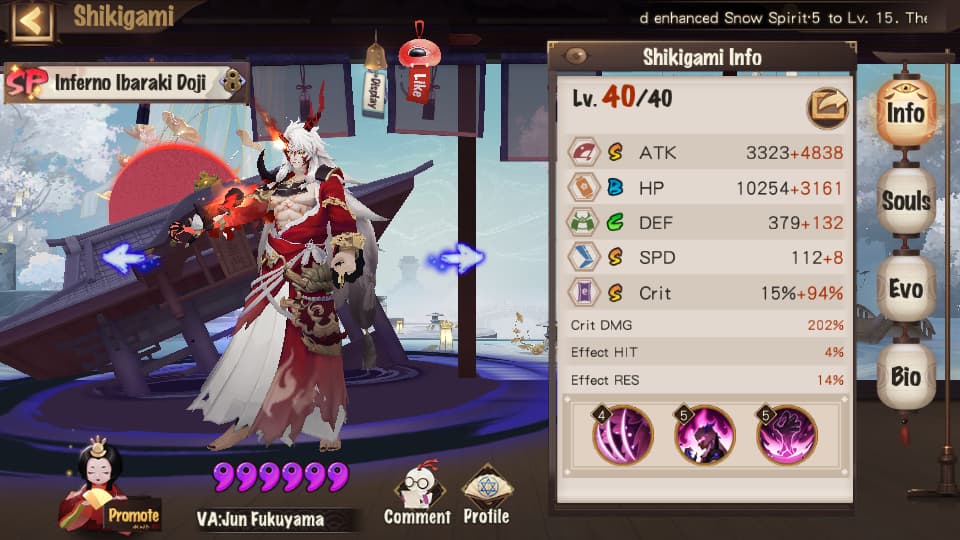 Shikigami
d enhanced Snow Spirit·5 to Lv. 15. The
SP Inferno Ibaraki Doji
Display
Like
Shikigami Info
Lv. 40/40
S ATK 3323+4838
B HP 10254+3161
C DEF 379+132
S SPD 112+8
S Crit 15%+94%
Crit DMG 202%
Effect HIT 4%
Effect RES 14%
4 5 5
Info
Souls
Evo
Bio
Promote
VA:Jun Fukuyama
Comment
Profile